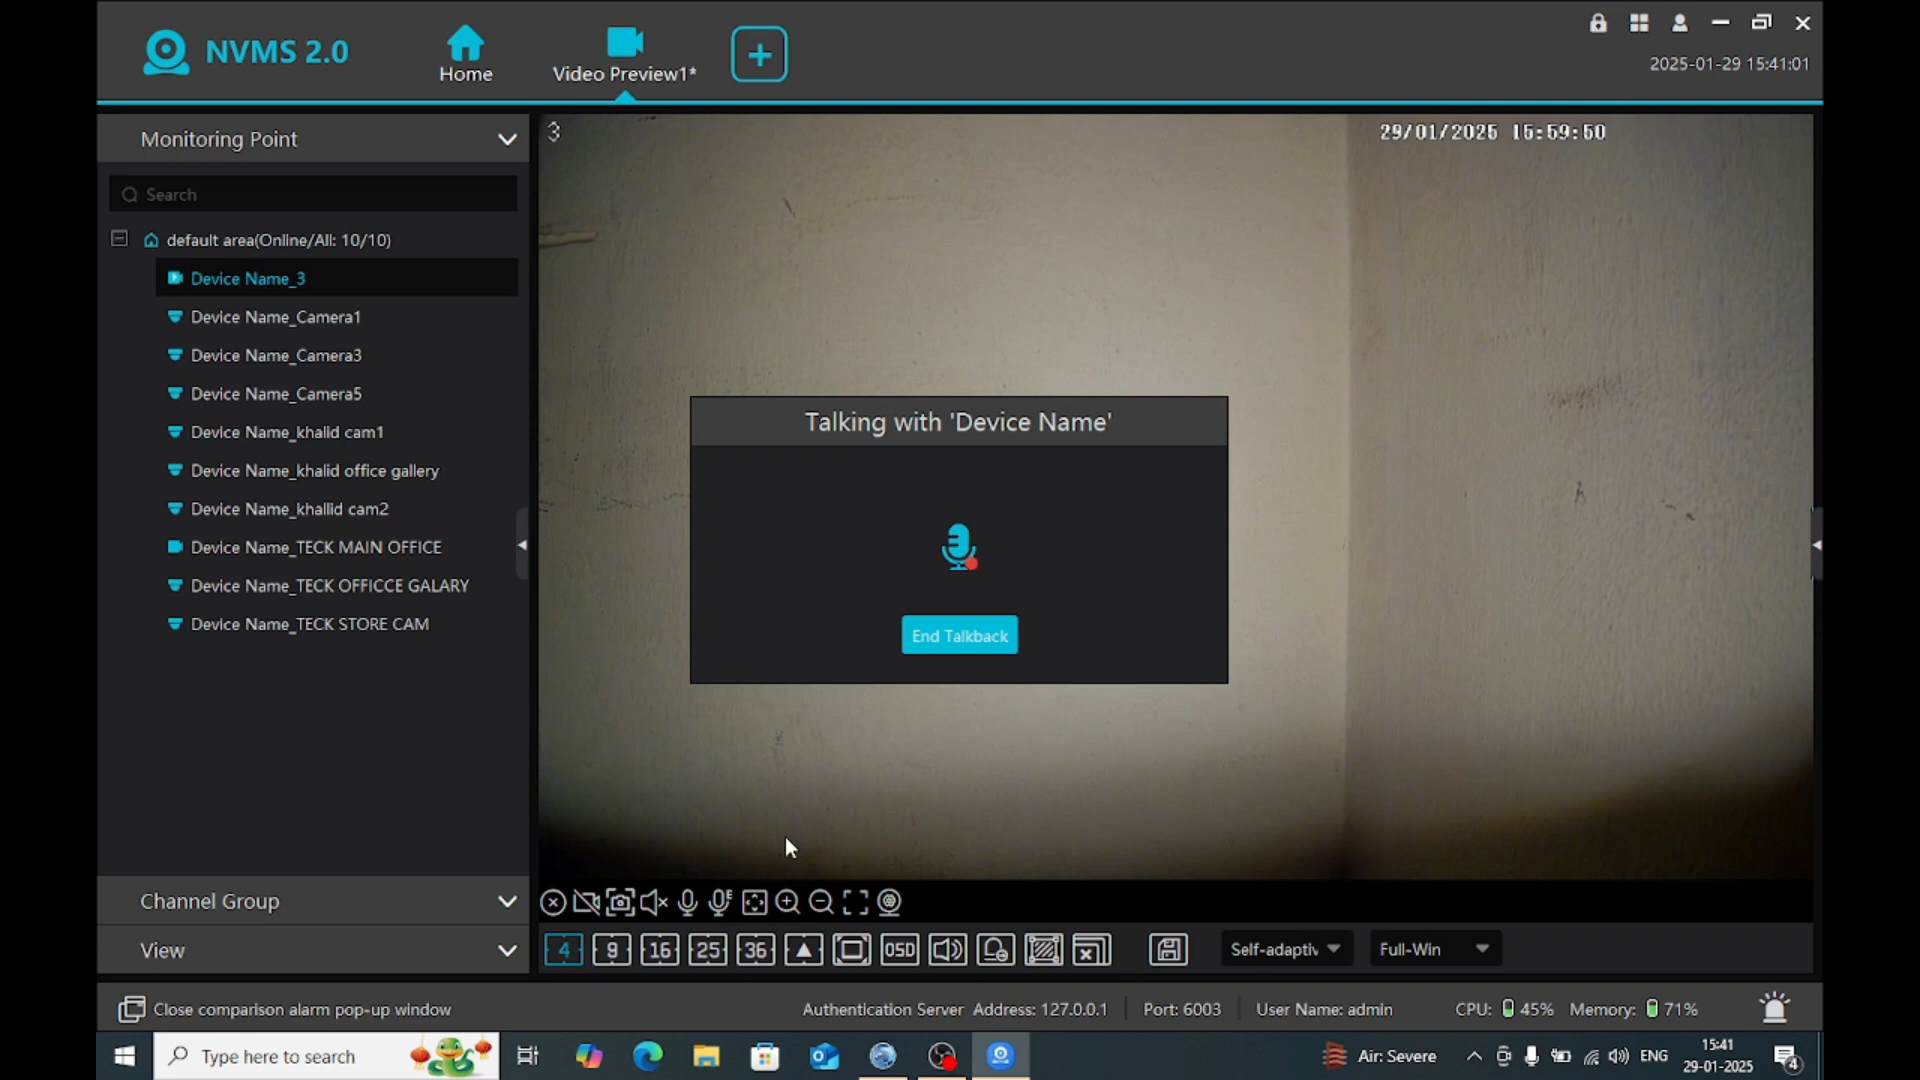 NVMS 2.0
Home
Video Preview1*
2025-01-29 15:41:01
Monitoring Point
Search
default area(Online/All: 10/10)
Device Name_3
Device Name_Camera1
Device Name_Camera3
Device Name_Camera5
Device Name_khalid cam1
Device Name_khalid office gallery
Device Name_khallid cam2
Device Name_TECK MAIN OFFICE
Device Name_TECK OFFICCE GALARY
Device Name_TECK STORE CAM
Channel Group
View
3
29/01/2025 15:59:50
Talking with 'Device Name'
End Talkback
4 9 16 25 36 OSD
Self-adaptiv
Full-Win
Close comparison alarm pop-up window
Authentication Server Address: 127.0.0.1
Port: 6003
User Name: admin
CPU: 45% Memory: 71%
Type here to search
Air: Severe
ENG
15:41
29-01-2025
4